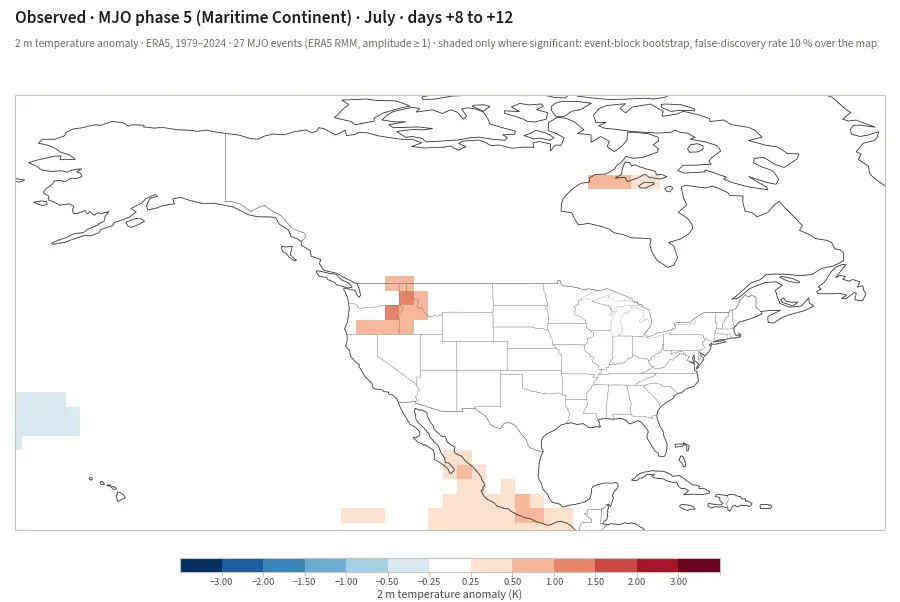 Observed · MJO phase 5 (Maritime Continent) · July · days +8 to +12
2 m temperature anomaly · ERA5, 1979–2024 · 27 MJO events (ERA5 RMM, amplitude ≥ 1) · shaded only where significant: event-block bootstrap, false-discovery rate 10 % over the map
−3.00 −2.00 −1.50 −1.00 −0.50 −0.25 0.25 0.50 1.00 1.50 2.00 3.00
2 m temperature anomaly (K)